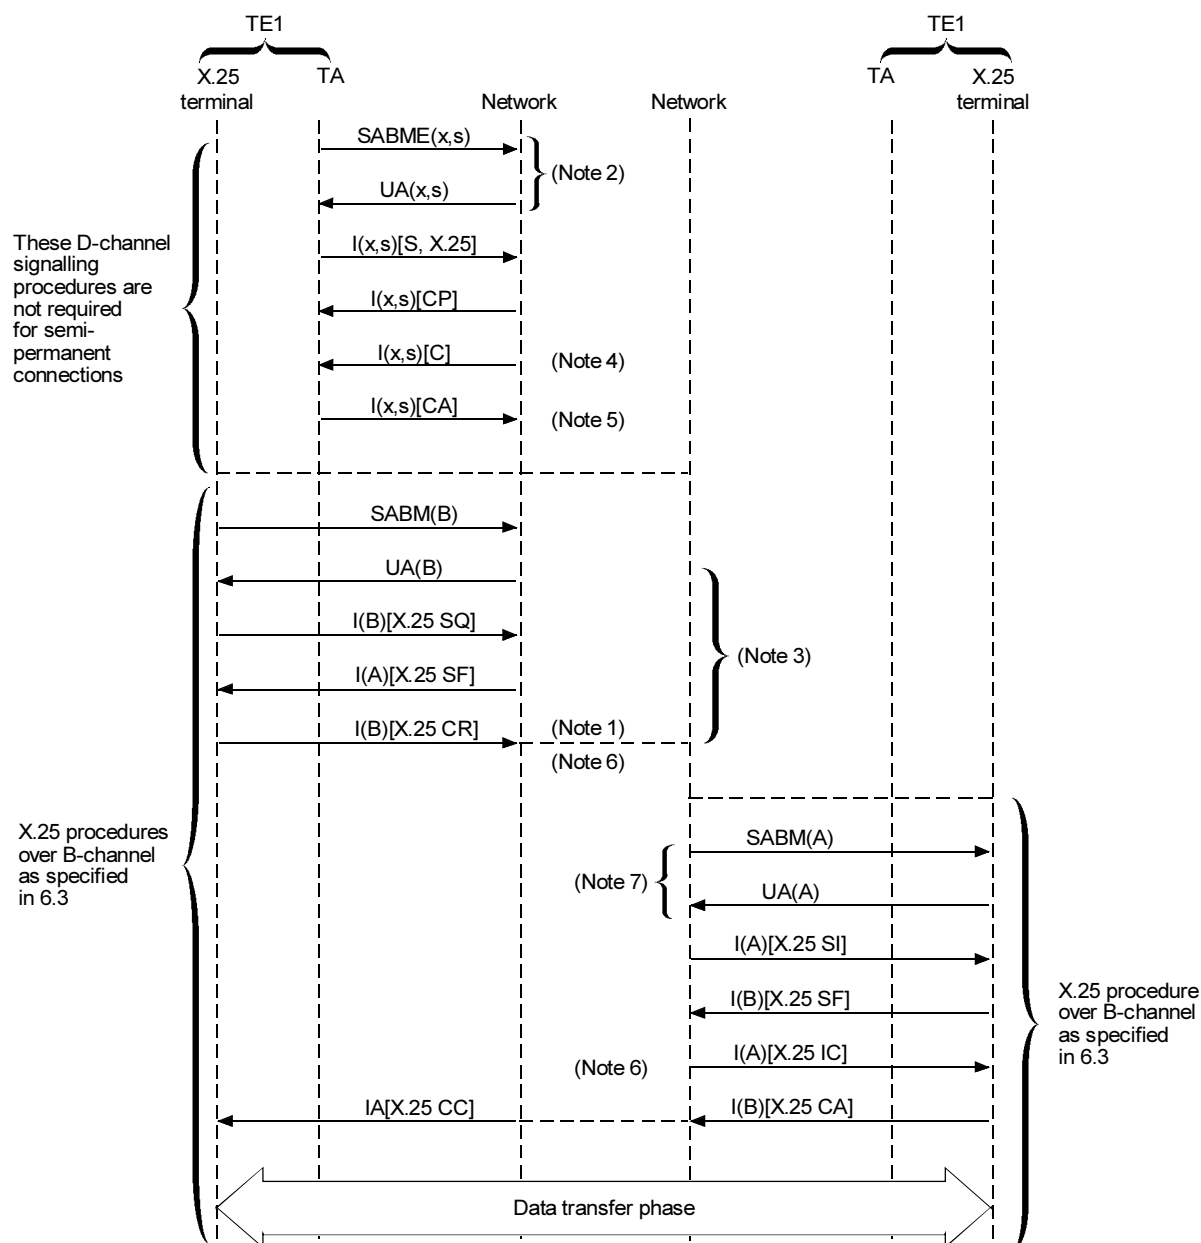 TE1
TE1
X.25
terminal
TA
Network
Network
TA
X.25
terminal
SABME(x,s)
(Note 2)
UA(x,s)
These D-channel
signalling
procedures are
not required
for semi-
permanent
connections
I(x,s)[S, X.25]
I(x,s)[CP]
I(x,s)[C]
(Note 4)
I(x,s)[CA]
(Note 5)
SABM(B)
UA(B)
I(B)[X.25 SQ]
(Note 3)
I(A)[X.25 SF]
I(B)[X.25 CR]
(Note 1)
(Note 6)
X.25 procedures
over B-channel
as specified
in 6.3
SABM(A)
(Note 7)
UA(A)
I(A)[X.25 SI]
I(B)[X.25 SF]
X.25 procedure
over B-channel
as specified
in 6.3
(Note 6)
I(A)[X.25 IC]
IA[X.25 CC]
I(B)[X.25 CA]
Data transfer phase